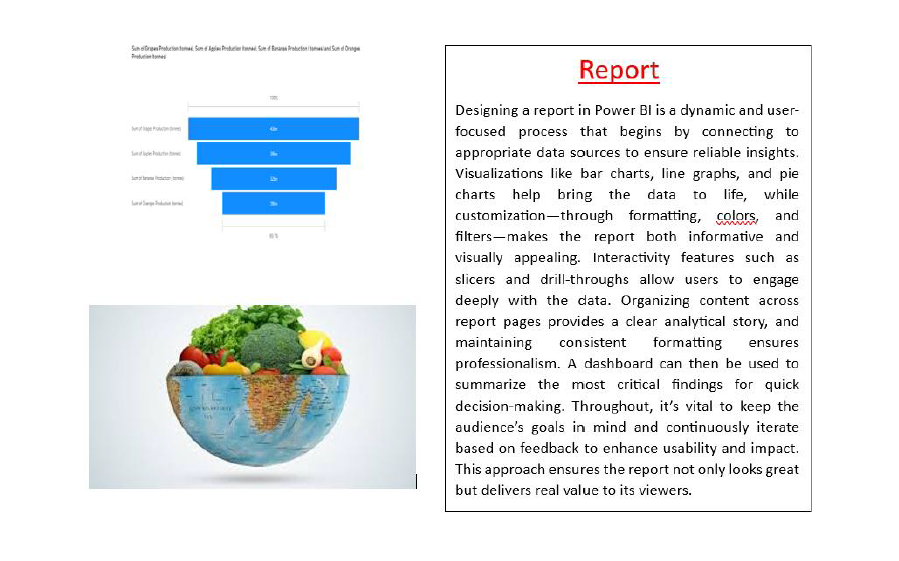 Sum of Grapes Production (tonnes), Sum of Apples Production (tonnes), Sum of Bananas Production (tonnes) and Sum of Oranges
Production (tonnes)
100%
Sum of Grapes Production (tonnes)
Sum of Apples Production (tonnes)
Sum of Bananas Production (tonnes)
Sum of Oranges Production (tonnes)
Report
Designing a report in Power BI is a dynamic and user-
focused process that begins by connecting to
appropriate data sources to ensure reliable insights.
Visualizations like bar charts, line graphs, and pie
charts help bring the data to life, while
customization—through formatting, colors, and
filters—makes the report both informative and
visually appealing. Interactivity features such as
slicers and drill-throughs allow users to engage
deeply with the data. Organizing content across
report pages provides a clear analytical story, and
maintaining consistent formatting ensures
professionalism. A dashboard can then be used to
summarize the most critical findings for quick
decision-making. Throughout, it’s vital to keep the
audience’s goals in mind and continuously iterate
based on feedback to enhance usability and impact.
This approach ensures the report not only looks great
but delivers real value to its viewers.